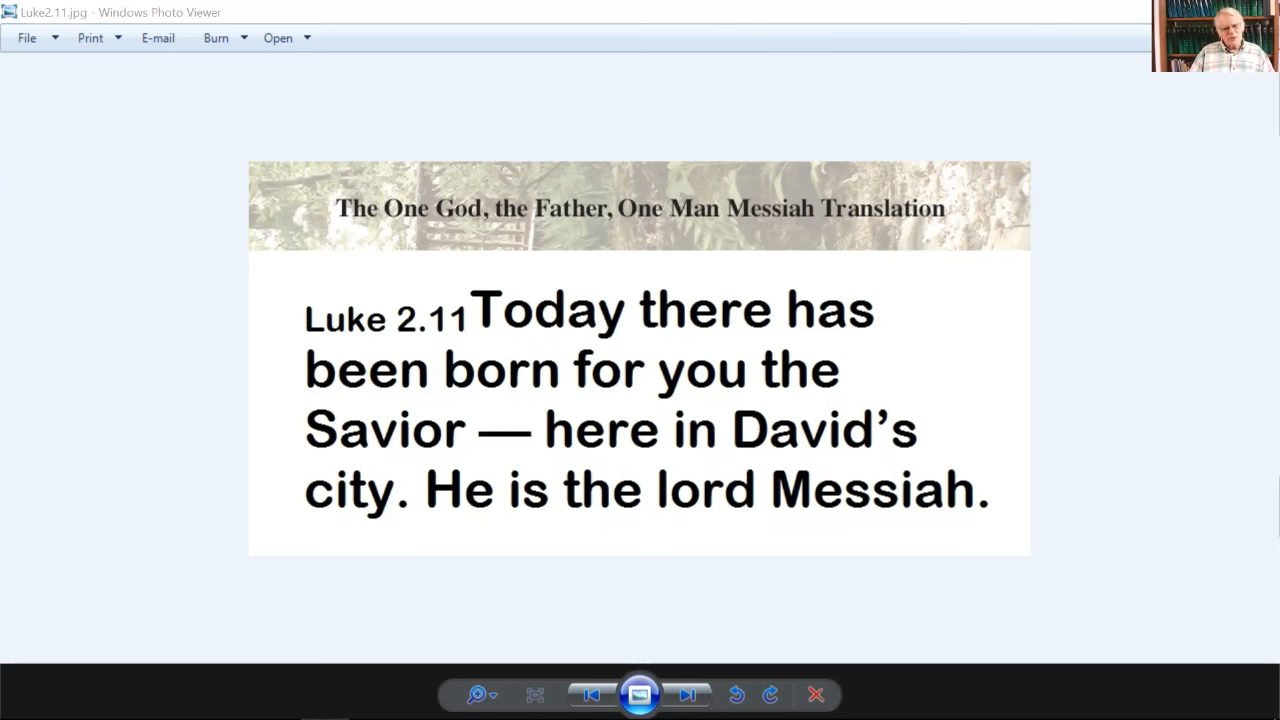 Luke2.11.jpg - Windows Photo Viewer
File Print E-mail Burn Open
The One God, the Father, One Man Messiah Translation
Luke 2.11Today there has
been born for you the
Savior — here in David’s
city. He is the lord Messiah.